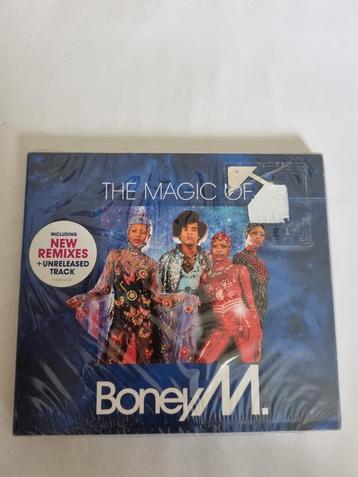 THE MAGIC OF
INCLUDING
NEW
REMIXES
+ UNRELEASED
TRACK
Boney M.